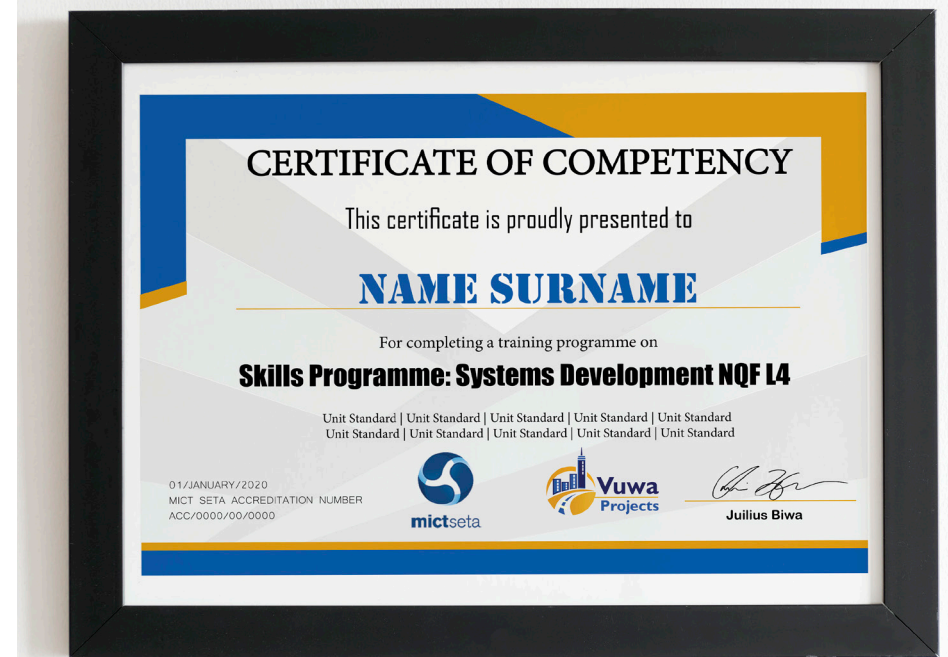 CERTIFICATE OF COMPETENCY
This certificate is proudly presented to
NAME SURNAME
For completing a training programme on
Skills Programme: Systems Development NQF L4
Unit Standard | Unit Standard | Unit Standard | Unit Standard | Unit Standard
Unit Standard | Unit Standard | Unit Standard | Unit Standard | Unit Standard
01/JANUARY/2020
MICT SETA ACCREDITATION NUMBER
ACC/0000/00/0000
mictseta
Vuwa
Projects
Juilius Biwa